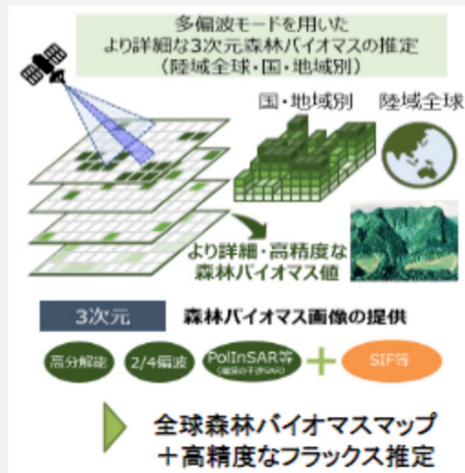 多偏波モードを用いた
より詳細な3次元森林バイオマスの推定
（陸域全球・国・地域別）
国・地域別
陸域全球
より詳細・高精度な
森林バイオマス値
3次元
森林バイオマス画像の提供
高分解能
2/4偏波
PolInSAR等
+
SIF等
全球森林バイオマスマップ
＋高精度なフラックス推定